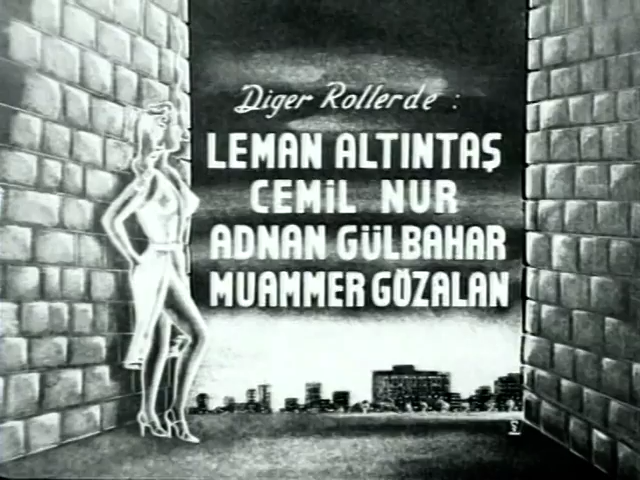 Diger Rollerde :
LEMAN ALTINTAŞ
CEMİL NUR
ADNAN GÜLBAHAR
MUAMMER GÖZALAN